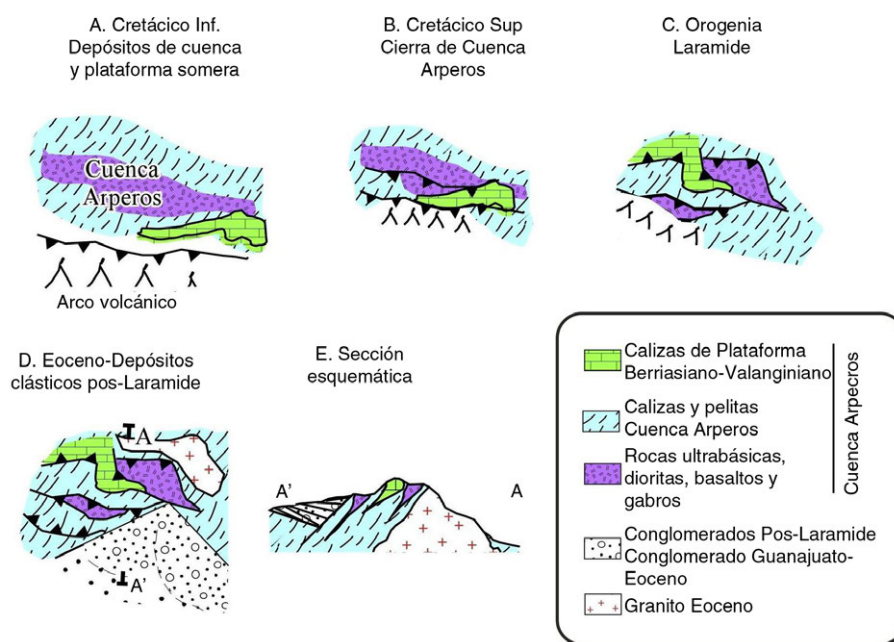 A. Cretácico Inf.
Depósitos de cuenca
y plataforma somera
B. Cretácico Sup
Cierra de Cuenca
Arperos
C. Orogenia
Laramide
Cuenca
Arperos
Arco volcánico
D. Eoceno-Depósitos
clásticos pos-Laramide
E. Sección
esquemática
A
A'
A'
A
Calizas de Plataforma
Berriasiano-Valanginiano
Calizas y pelitas
Cuenca Arperos
Rocas ultrabásicas,
dioritas, basaltos y
gabros
Cuenca Arpecros
Conglomerados Pos-Laramide
Conglomerado Guanajuato-
Eoceno
Granito Eoceno